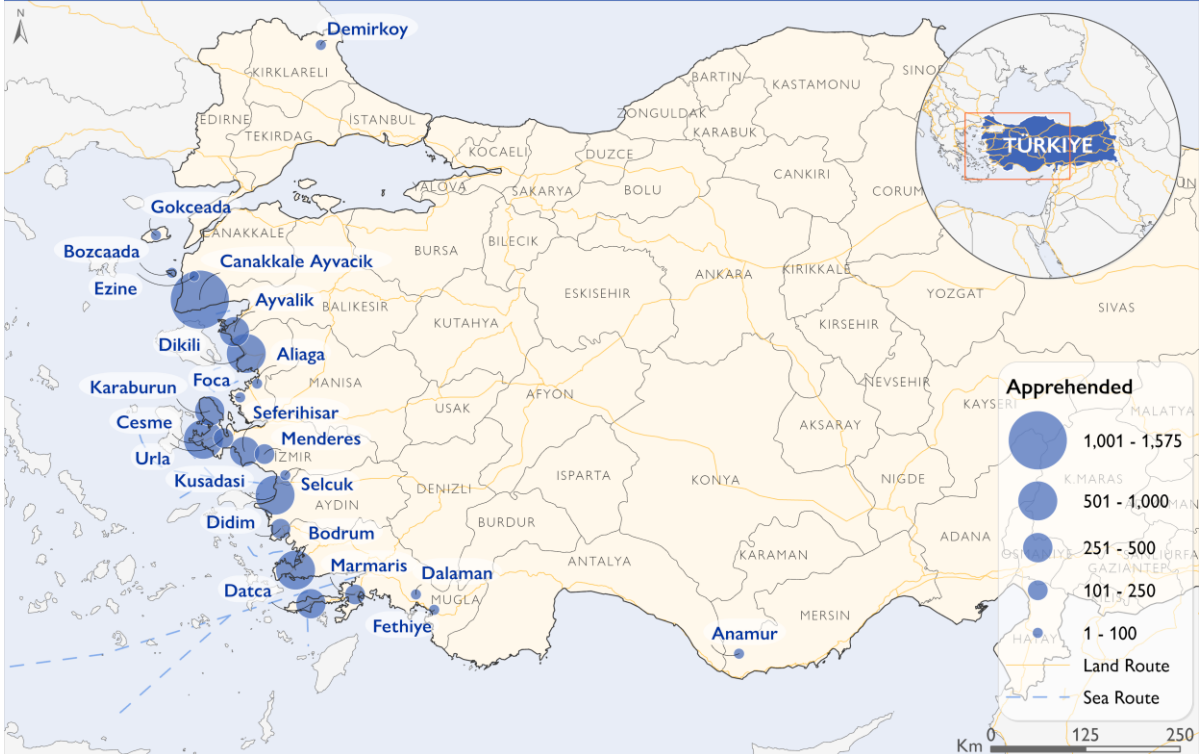 N
Demirkoy
KIRKLARELI
EDIRNE
TEKIRDAG
ISTANBUL
KOCAELI
YALOVA
SAKARYA
DUZCE
BOLU
ZONGULDAK
BARTIN
KARABUK
KASTAMONU
SINOP
CANKIRI
CORUM
TÜRKIYE
Gokceada
CANAKKALE
Bozcaada
Canakkale Ayvacik
Ezine
Ayvalik
BURSA
BILECIK
ANKARA
KIRIKKALE
YOZGAT
SIVAS
ESKISEHIR
BALIKESIR
KUTAHYA
KIRSEHIR
Dikili
Aliaga
Foca
MANISA
Karaburun
Seferihisar
USAK
AFYON
NEVSEHIR
KAYSERI
AKSARAY
Cesme
Menderes
Urla
IZMIR
Kusadasi
Selcuk
AYDIN
DENIZLI
ISPARTA
KONYA
NIGDE
Didim
Bodrum
BURDUR
ANTALYA
KARAMAN
ADANA
Marmaris
Dalaman
Datca
MUGLA
Fethiye
Anamur
MERSIN
Apprehended
1,001 - 1,575
501 - 1,000
251 - 500
101 - 250
1 - 100
Land Route
Sea Route
MALATYA
K.MARAS
OSMANIYE
SANLIURFA
GAZIANTEP
HATAY
0 125 250
Km